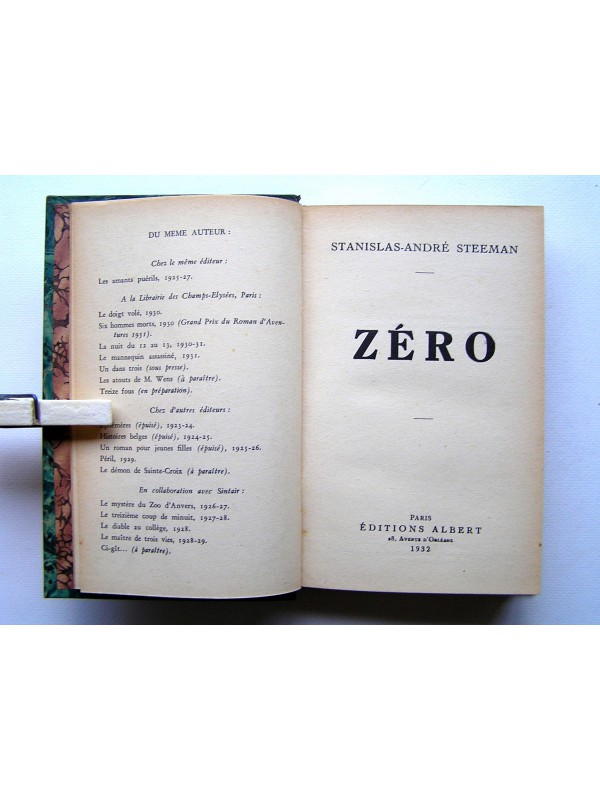 DU MEME AUTEUR :
Chez le même éditeur :
Les amants puérils, 1925-27.
A la Librairie des Champs-Elysées, Paris :
Le doigt volé, 1930.
Six hommes morts, 1930 (Grand Prix du Roman d'Aven-
tures 1931).
La nuit du 12 au 13, 1930-31.
Le mannequin assassiné, 1931.
Un dans trois (sous presse).
Les atouts de M. Wens (à paraître).
Treize fous (en préparation).
Chez d'autres éditeurs :
(épuisé), 1923-24.
Histoires belges (épuisé), 1924-25.
Un roman pour jeunes filles (épuisé), 1925-26.
Péril, 1929.
Le démon de Sainte-Croix (à paraître).
En collaboration avec Sintair :
Le mystère du Zoo d'Anvers, 1926-27.
Le treizième coup de minuit, 1927-28.
Le diable au collège, 1928.
Le maître de trois vies, 1928-29.
Ci-gît... (à paraître).
STANISLAS-ANDRÉ STEEMAN
ZÉRO
PARIS
ÉDITIONS ALBERT
48, AVENUE D'ORLÉANS
1932